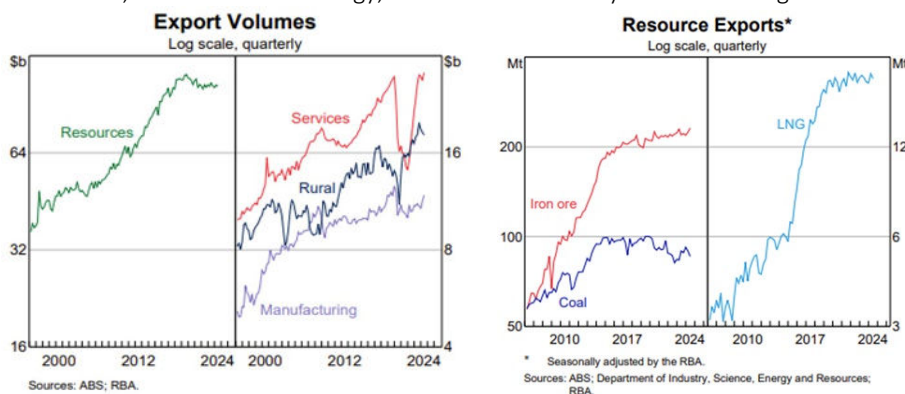 Export Volumes
Log scale, quarterly
$b $b
Resources
Services
Rural
Manufacturing
64 16
32 8
16 4
2000 2012 2024 2000 2012 2024
Sources: ABS; RBA.
Resource Exports*
Log scale, quarterly
Mt Mt
LNG
Iron ore
Coal
200 12
100 6
50 3
2010 2017 2024 2010 2017 2024
* Seasonally adjusted by the RBA.
Sources: ABS; Department of Industry, Science, Energy and Resources;
RBA.